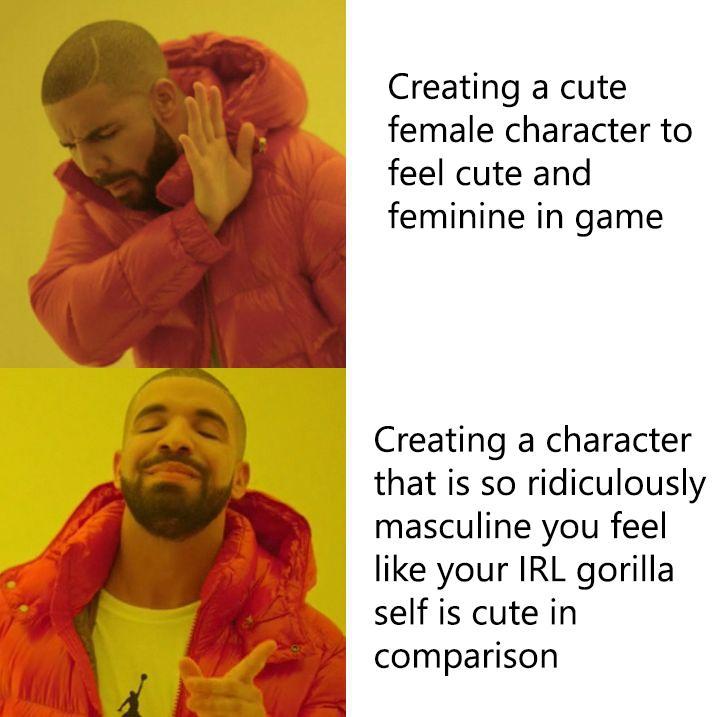 Creating a cute
female character to
feel cute and
feminine in game
Creating a character
that is so ridiculously
masculine you feel
like your IRL gorilla
self is cute in
comparison